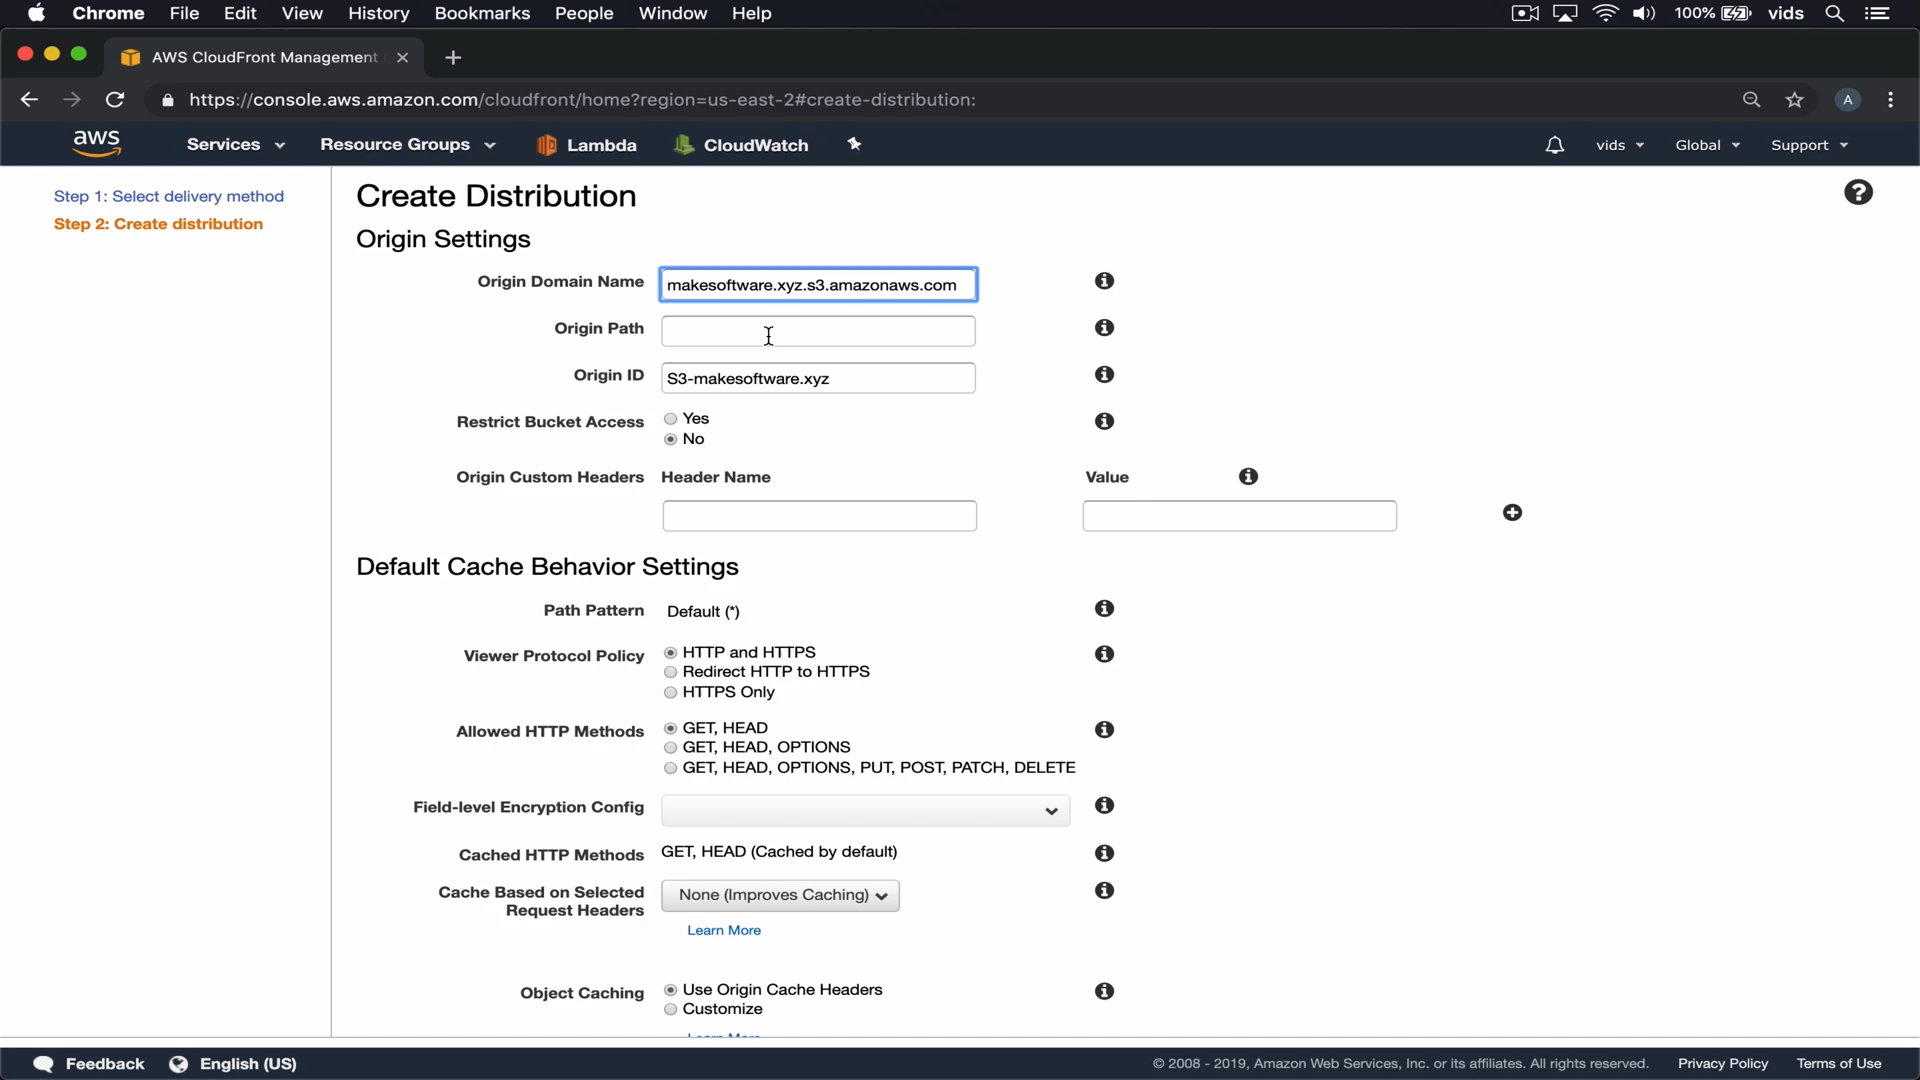 Chrome File Edit View History Bookmarks People Window Help 100% vids
AWS CloudFront Management
https://console.aws.amazon.com/cloudfront/home?region=us-east-2#create-distribution: A
aws Services Resource Groups Lambda CloudWatch vids Global Support
Step 1: Select delivery method
Step 2: Create distribution
Create Distribution
Origin Settings
Origin Domain Name makesoftware.xyz.s3.amazonaws.com
Origin Path
Origin ID S3-makesoftware.xyz
Restrict Bucket Access Yes
No
Origin Custom Headers Header Name Value
Default Cache Behavior Settings
Path Pattern Default (*)
Viewer Protocol Policy HTTP and HTTPS
Redirect HTTP to HTTPS
HTTPS Only
Allowed HTTP Methods GET, HEAD
GET, HEAD, OPTIONS
GET, HEAD, OPTIONS, PUT, POST, PATCH, DELETE
Field-level Encryption Config
Cached HTTP Methods GET, HEAD (Cached by default)
Cache Based on Selected Request Headers None (Improves Caching)
Learn More
Object Caching Use Origin Cache Headers
Customize
Learn More
Feedback English (US) © 2008 - 2019, Amazon Web Services, Inc. or its affiliates. All rights reserved. Privacy Policy Terms of Use